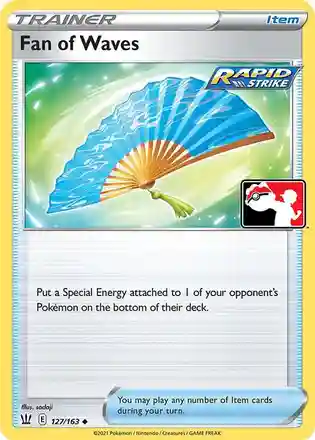 TRAINER Item
Fan of Waves
RAPID
STRIKE
Put a Special Energy attached to 1 of your opponent's
Pokémon on the bottom of their deck.
Illus. sadaji
E 127/163
You may play any number of Item cards
during your turn.
©2021 Pokémon / Nintendo / Creatures / GAME FREAK